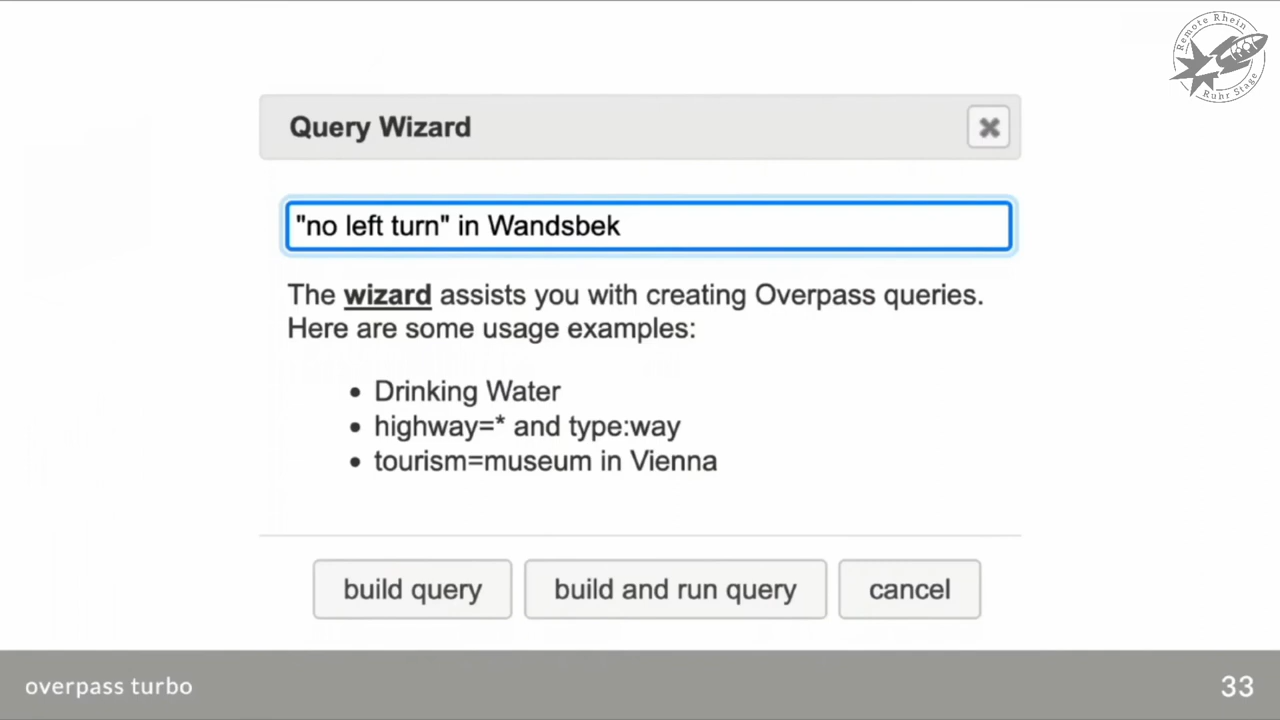 Remote Rhein
Ruhr Stage
Query Wizard
"no left turn" in Wandsbek
The wizard assists you with creating Overpass queries.
Here are some usage examples:
• Drinking Water
• highway=* and type:way
• tourism=museum in Vienna
build query build and run query cancel
overpass turbo 33